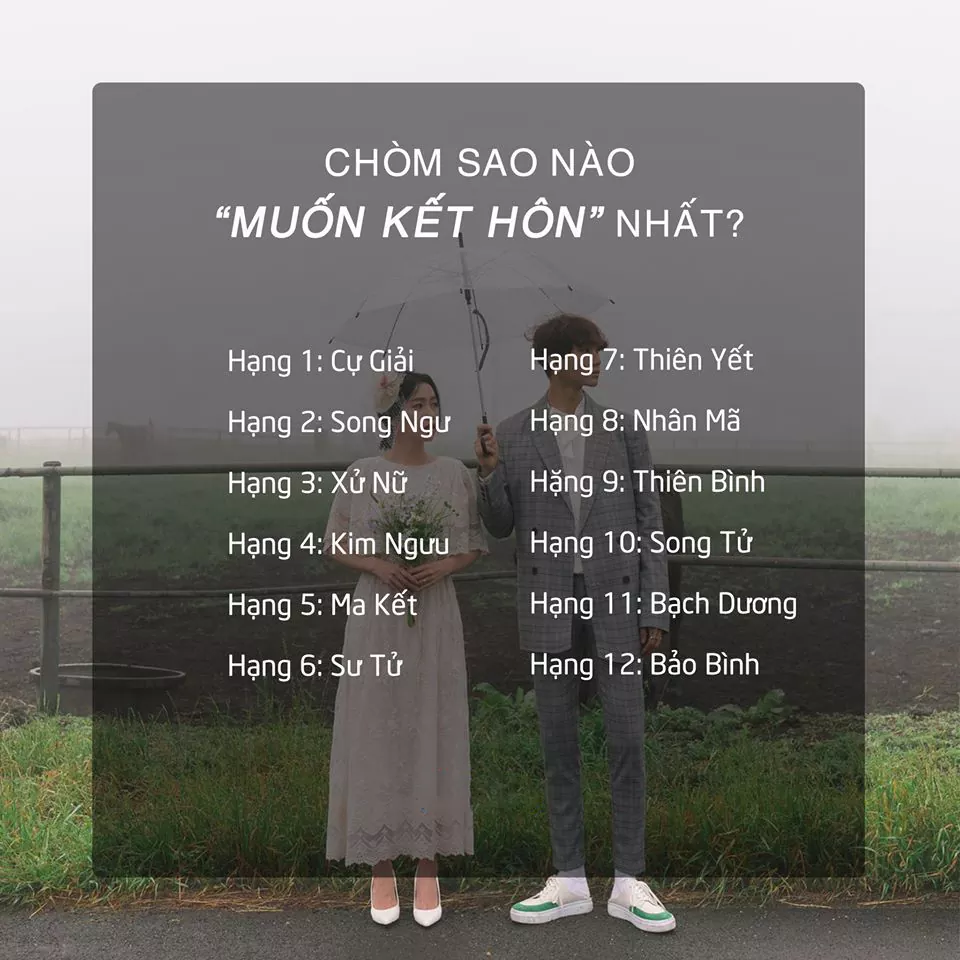 CHÒM SAO NÀO
“MUỐN KẾT HÔN” NHẤT?
Hạng 1: Cự Giải
Hạng 2: Song Ngư
Hạng 3: Xử Nữ
Hạng 4: Kim Ngưu
Hạng 5: Ma Kết
Hạng 6: Sư Tử
Hạng 7: Thiên Yết
Hạng 8: Nhân Mã
Hặng 9: Thiên Bình
Hạng 10: Song Tử
Hạng 11: Bạch Dương
Hạng 12: Bảo Bình